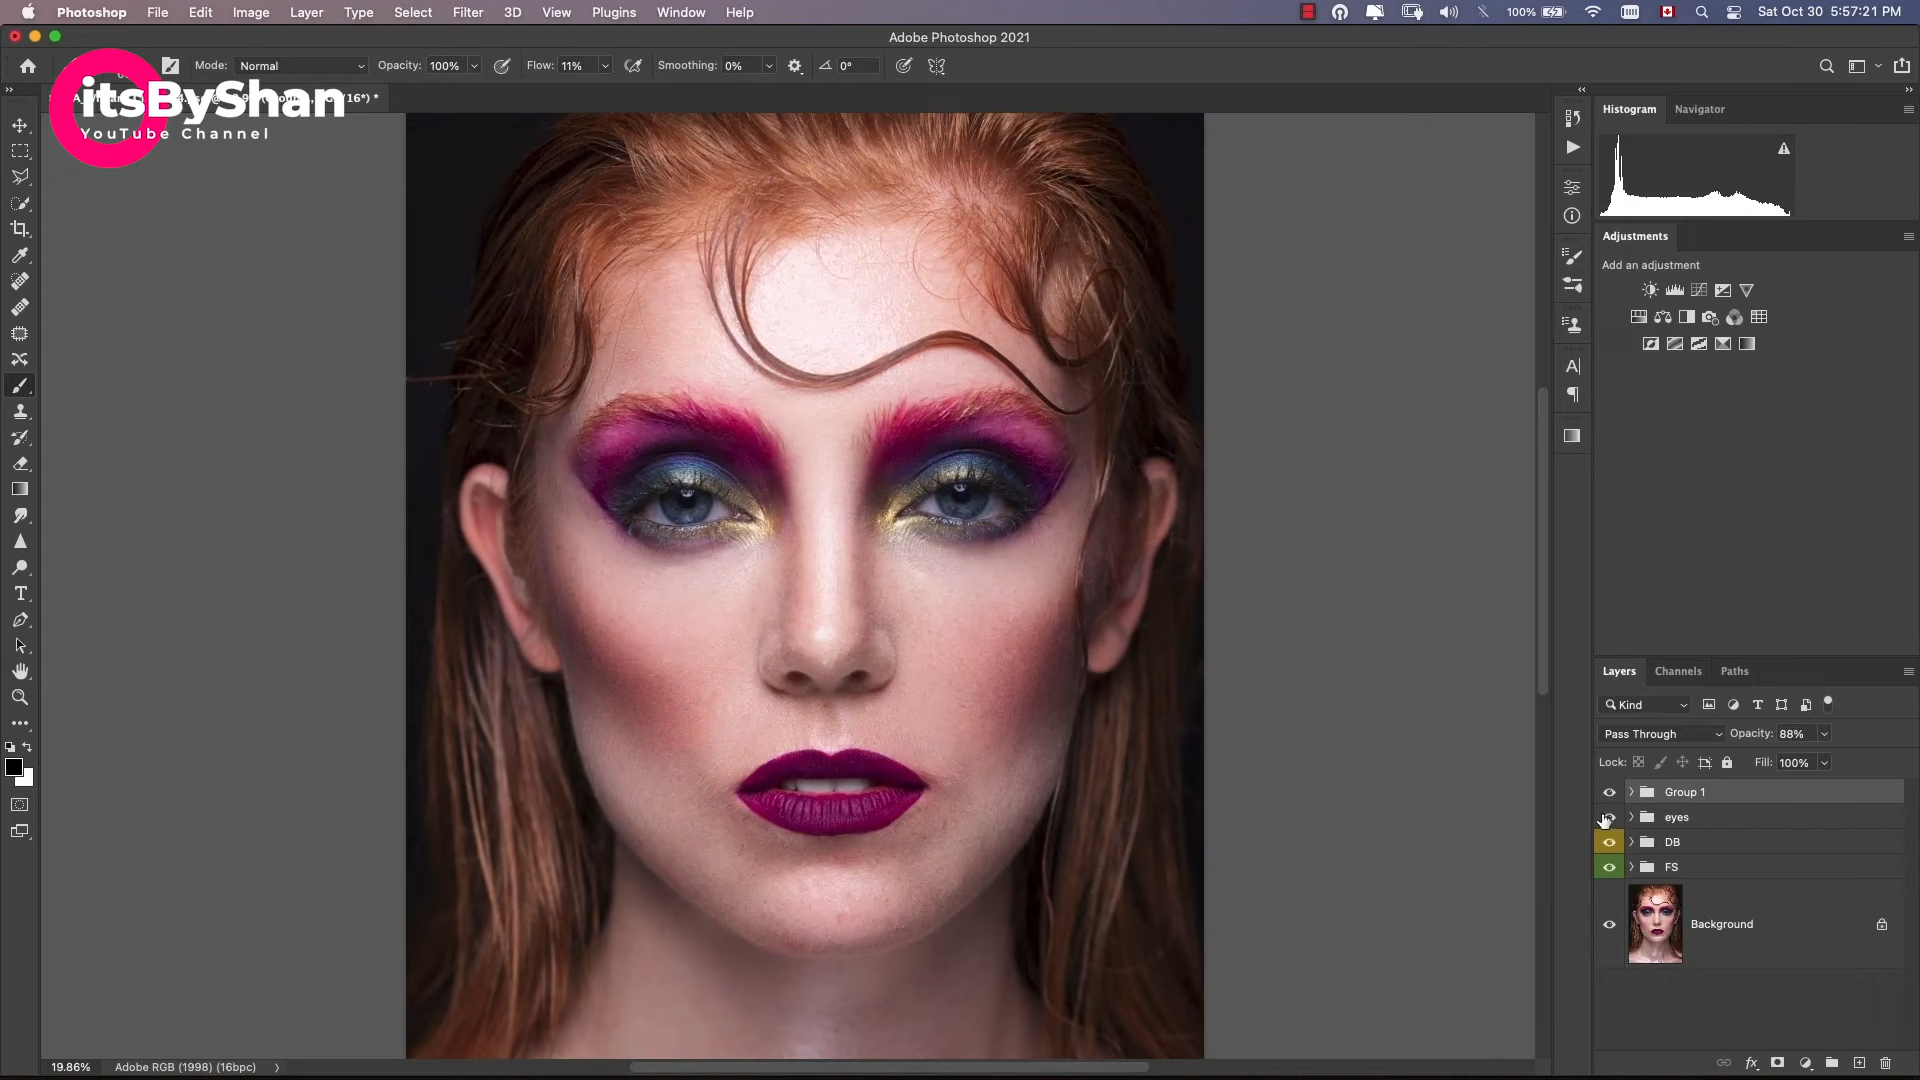 Photoshop File Edit Image Layer Type Select Filter 3D View Plugins Window Help 100% Sat Oct 30 5:57:21 PM
Adobe Photoshop 2021
Mode: Normal Opacity: 100% Flow: 11% Smoothing: 0% 0°
itsByShan
YouTube Channel
Histogram Navigator
Adjustments
Add an adjustment
Layers Channels Paths
Kind
Pass Through Opacity: 88%
Lock: Fill: 100%
Group 1
eyes
DB
FS
Background
19.86% Adobe RGB (1998) (16bpc)